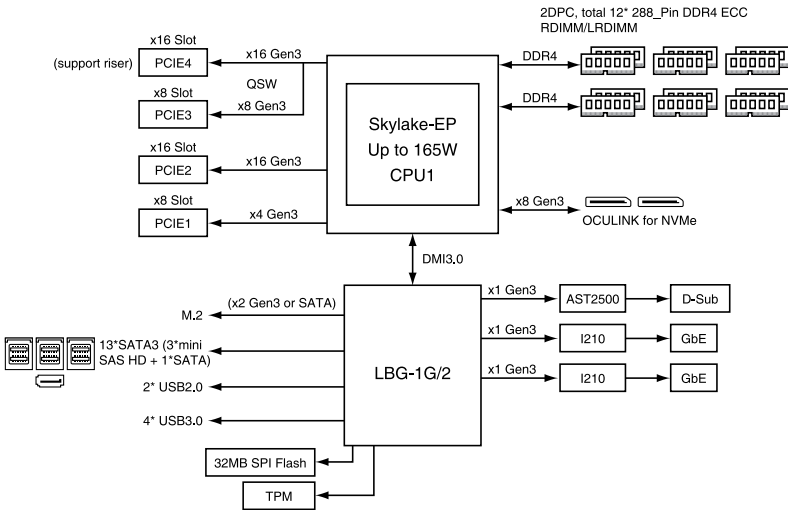 2DPC, total 12* 288_Pin DDR4 ECC
RDIMM/LRDIMM
x16 Slot
(support riser)
PCIE4
x16 Gen3
QSW
x8 Slot
PCIE3
x8 Gen3
x16 Slot
PCIE2
x16 Gen3
x8 Slot
PCIE1
x4 Gen3
Skylake-EP
Up to 165W
CPU1
DDR4
DDR4
x8 Gen3
OCULINK for NVMe
DMI3.0
M.2
(x2 Gen3 or SATA)
13*SATA3 (3*mini
SAS HD + 1*SATA)
2* USB2.0
4* USB3.0
LBG-1G/2
x1 Gen3
AST2500
D-Sub
x1 Gen3
I210
GbE
x1 Gen3
I210
GbE
32MB SPI Flash
TPM